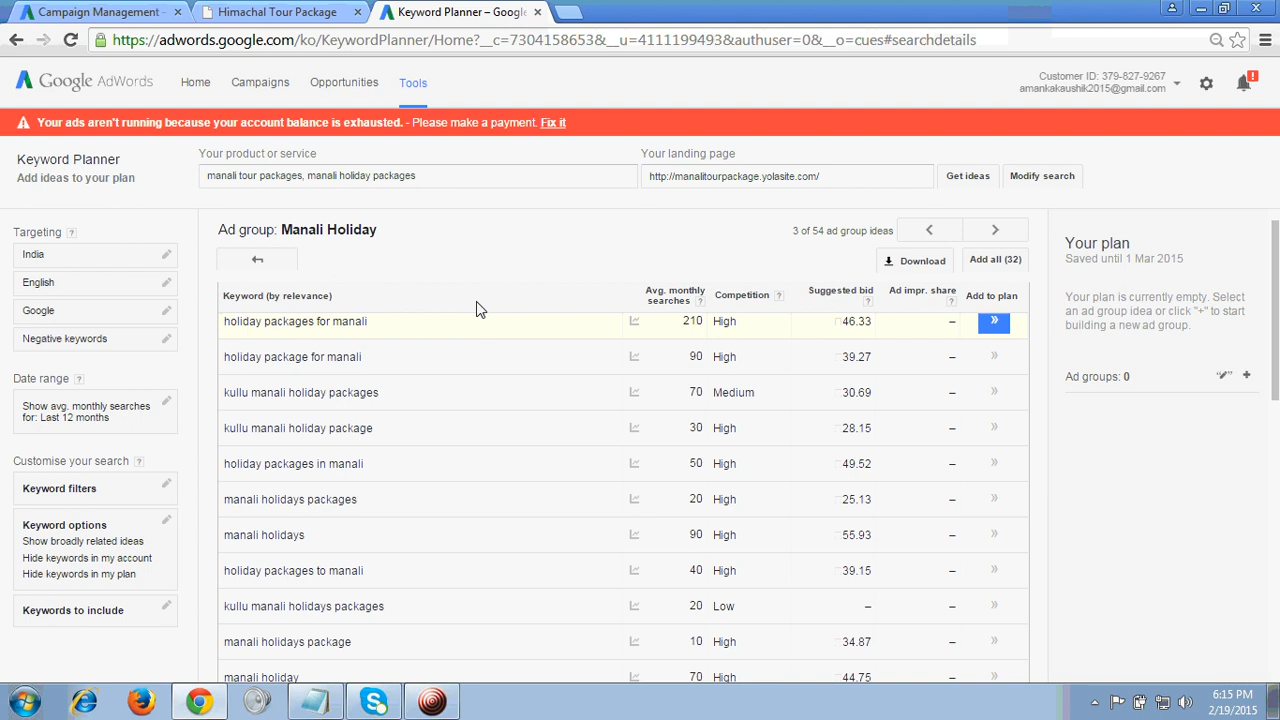 Campaign Management -
Himachal Tour Package
Keyword Planner – Google
https://adwords.google.com/ko/KeywordPlanner/Home?__c=7304158653&__u=4111199493&authuser=0&__o=cues#searchdetails
Google AdWords
Home
Campaigns
Opportunities
Tools
Customer ID: 379-827-9267
amankakaushik2015@gmail.com
Your ads aren't running because your account balance is exhausted. - Please make a payment. Fix it
Keyword Planner
Add ideas to your plan
Your product or service
manali tour packages, manali holiday packages
Your landing page
http://manalitourpackage.yolasite.com/
Get ideas
Modify search
Targeting ?
India
English
Google
Negative keywords
Date range ?
Show avg. monthly searches
for: Last 12 months
Customise your search ?
Keyword filters
Keyword options
Show broadly related ideas
Hide keywords in my account
Hide keywords in my plan
Keywords to include
Ad group: Manali Holiday
3 of 54 ad group ideas
Download
Add all (32)
Keyword (by relevance) Avg. monthly searches ? Competition ? Suggested bid ? Ad impr. share ? Add to plan
holiday packages for manali 210 High 46.33 – »
holiday package for manali 90 High 39.27 – »
kullu manali holiday packages 70 Medium 30.69 – »
kullu manali holiday package 30 High 28.15 – »
holiday packages in manali 50 High 49.52 – »
manali holidays packages 20 High 25.13 – »
manali holidays 90 High 55.93 – »
holiday packages to manali 40 High 39.15 – »
kullu manali holidays packages 20 Low – – »
manali holidays package 10 High 34.87 – »
manali holiday 70 High 44.75 – »
Your plan
Saved until 1 Mar 2015
Your plan is currently empty. Select
an ad group idea or click "+" to start
building a new ad group.
Ad groups: 0
6:15 PM
2/19/2015